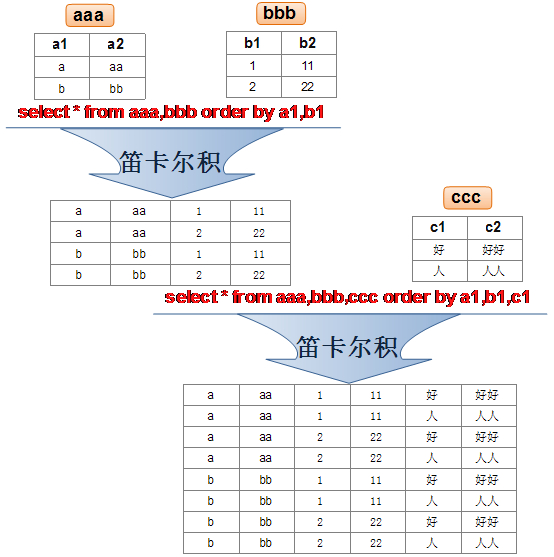 aaa
bbb
a1 a2
a aa
b bb
b1 b2
1 11
2 22
select * from aaa,bbb order by a1,b1
笛卡尔积
a aa 1 11
a aa 2 22
b bb 1 11
b bb 2 22
ccc
c1 c2
好 好好
人 人人
select * from aaa,bbb,ccc order by a1,b1,c1
笛卡尔积
a aa 1 11 好 好好
a aa 1 11 人 人人
a aa 2 22 好 好好
a aa 2 22 人 人人
b bb 1 11 好 好好
b bb 1 11 人 人人
b bb 2 22 好 好好
b bb 2 22 人 人人